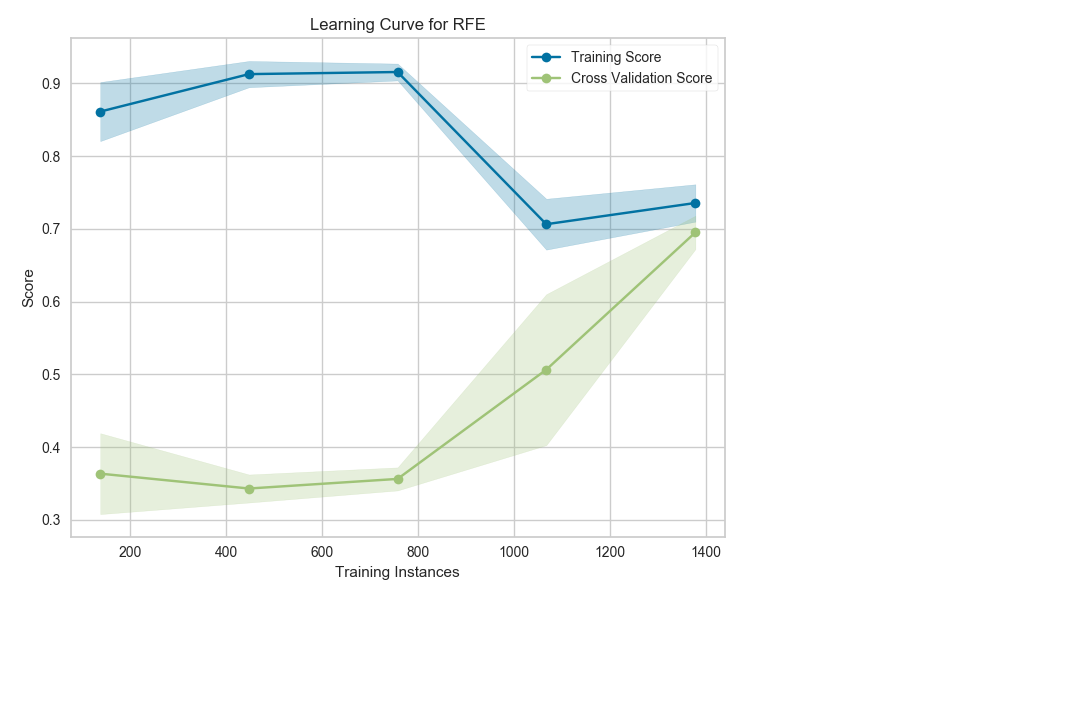 Learning Curve for RFE
Training Score
Cross Validation Score
0.9
0.8
0.7
0.6
0.5
0.4
0.3
Score
200 400 600 800 1000 1200 1400
Training Instances